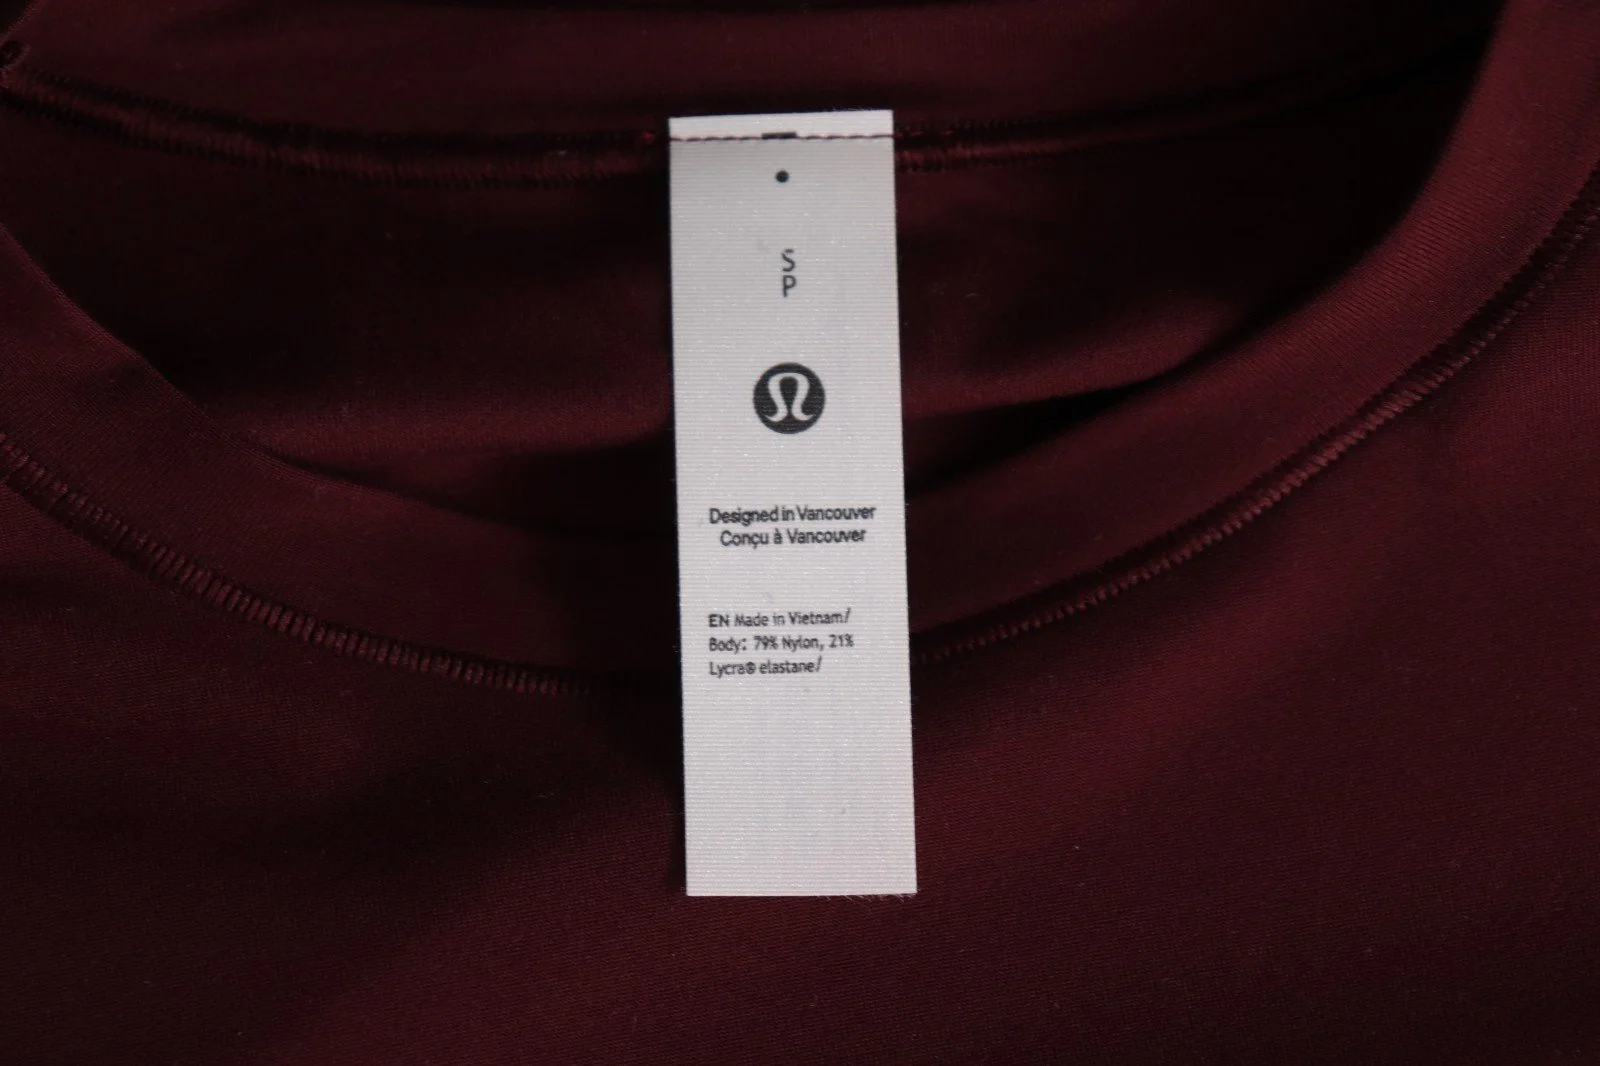 S
P
Designed in Vancouver
Conçu à Vancouver
EN Made in Vietnam/
Body: 79% Nylon, 21%
Lycra® elastane/